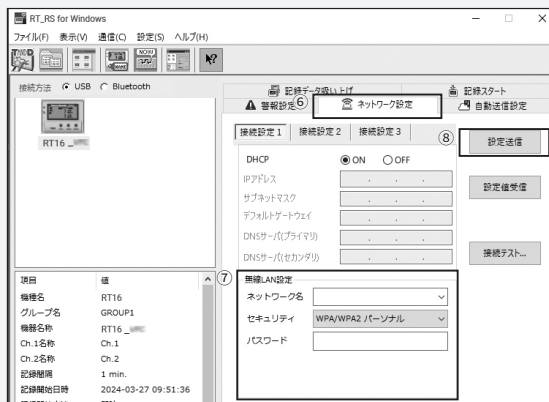 RT_RS for Windows
ファイル(F) 表示(V) 通信(C) 設定(S) ヘルプ(H)
接続方法 USB Bluetooth
RT16_
記録データ吸い上げ
記録スタート
警報設定
⑥
ネットワーク設定
自動送信設定
接続設定1 接続設定2 接続設定3
⑧
設定送信
DHCP ON OFF
IPアドレス
サブネットマスク
設定値受信
デフォルトゲートウェイ
DNSサーバ(プライマリ)
DNSサーバ(セカンダリ)
接続テスト...
⑦
無線LAN設定
ネットワーク名
セキュリティ WPA/WPA2 パーソナル
パスワード
項目 値
機種名 RT16
グループ名 GROUP1
機器名称 RT16_
Ch.1名称 Ch.1
Ch.2名称 Ch.2
記録間隔 1 min.
記録開始日時 2024-03-27 09:51:36